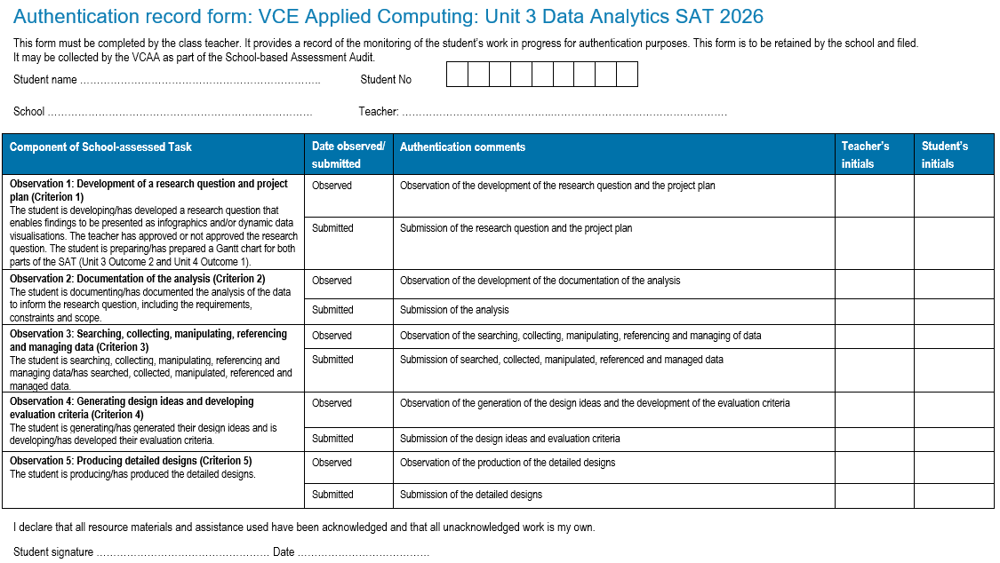 Authentication record form: VCE Applied Computing: Unit 3 Data Analytics SAT 2026
This form must be completed by the class teacher. It provides a record of the monitoring of the student's work in progress for authentication purposes. This form is to be retained by the school and filed.
It may be collected by the VCAA as part of the School-based Assessment Audit.
Student name ………………………………………………………….. Student No
School ………………………………………………………………… Teacher: ……………………………………………………………………………………
Component of School-assessed Task
Date observed/
submitted
Authentication comments
Teacher's
initials
Student's
initials
Observation 1: Development of a research question and project
plan (Criterion 1)
The student is developing/has developed a research question that
enables findings to be presented as infographics and/or dynamic data
visualisations. The teacher has approved or not approved the research
question. The student is preparing/has prepared a Gantt chart for both
parts of the SAT (Unit 3 Outcome 2 and Unit 4 Outcome 1).
Observed
Observation of the development of the research question and the project plan
Submitted
Submission of the research question and the project plan
Observation 2: Documentation of the analysis (Criterion 2)
The student is documenting/has documented the analysis of the data
to inform the research question, including the requirements,
constraints and scope.
Observed
Observation of the development of the documentation of the analysis
Submitted
Submission of the analysis
Observation 3: Searching, collecting, manipulating, referencing
and managing data (Criterion 3)
The student is searching, collecting, manipulating, referencing and
managing data/has searched, collected, manipulated, referenced and
managed data.
Observed
Observation of the searching, collecting, manipulating, referencing and managing of data
Submitted
Submission of searched, collected, manipulated, referenced and managed data
Observation 4: Generating design ideas and developing
evaluation criteria (Criterion 4)
The student is generating/has generated their design ideas and is
developing/has developed their evaluation criteria.
Observed
Observation of the generation of the design ideas and the development of the evaluation criteria
Submitted
Submission of the design ideas and evaluation criteria
Observation 5: Producing detailed designs (Criterion 5)
The student is producing/has produced the detailed designs.
Observed
Observation of the production of the detailed designs
Submitted
Submission of the detailed designs
I declare that all resource materials and assistance used have been acknowledged and that all unacknowledged work is my own.
Student signature …………………………………………… Date …………………………………